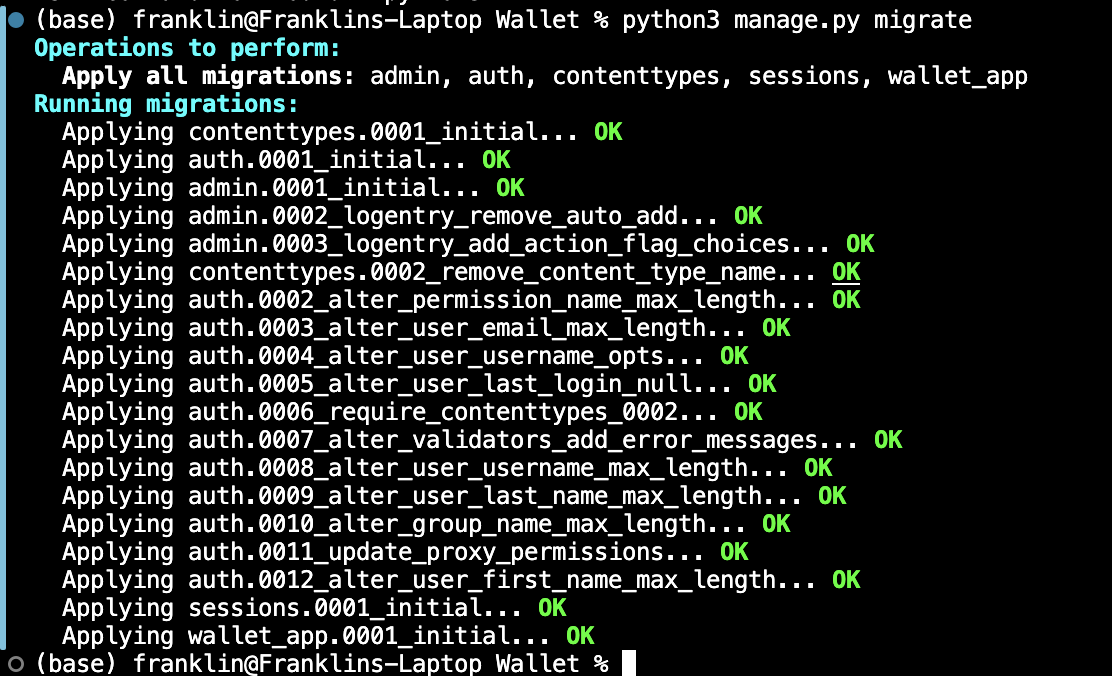 (base) franklin@Franklins-Laptop Wallet % python3 manage.py migrate
Operations to perform:
  Apply all migrations: admin, auth, contenttypes, sessions, wallet_app
Running migrations:
  Applying contenttypes.0001_initial... OK
  Applying auth.0001_initial... OK
  Applying admin.0001_initial... OK
  Applying admin.0002_logentry_remove_auto_add... OK
  Applying admin.0003_logentry_add_action_flag_choices... OK
  Applying contenttypes.0002_remove_content_type_name... OK
  Applying auth.0002_alter_permission_name_max_length... OK
  Applying auth.0003_alter_user_email_max_length... OK
  Applying auth.0004_alter_user_username_opts... OK
  Applying auth.0005_alter_user_last_login_null... OK
  Applying auth.0006_require_contenttypes_0002... OK
  Applying auth.0007_alter_validators_add_error_messages... OK
  Applying auth.0008_alter_user_username_max_length... OK
  Applying auth.0009_alter_user_last_name_max_length... OK
  Applying auth.0010_alter_group_name_max_length... OK
  Applying auth.0011_update_proxy_permissions... OK
  Applying auth.0012_alter_user_first_name_max_length... OK
  Applying sessions.0001_initial... OK
  Applying wallet_app.0001_initial... OK
(base) franklin@Franklins-Laptop Wallet %